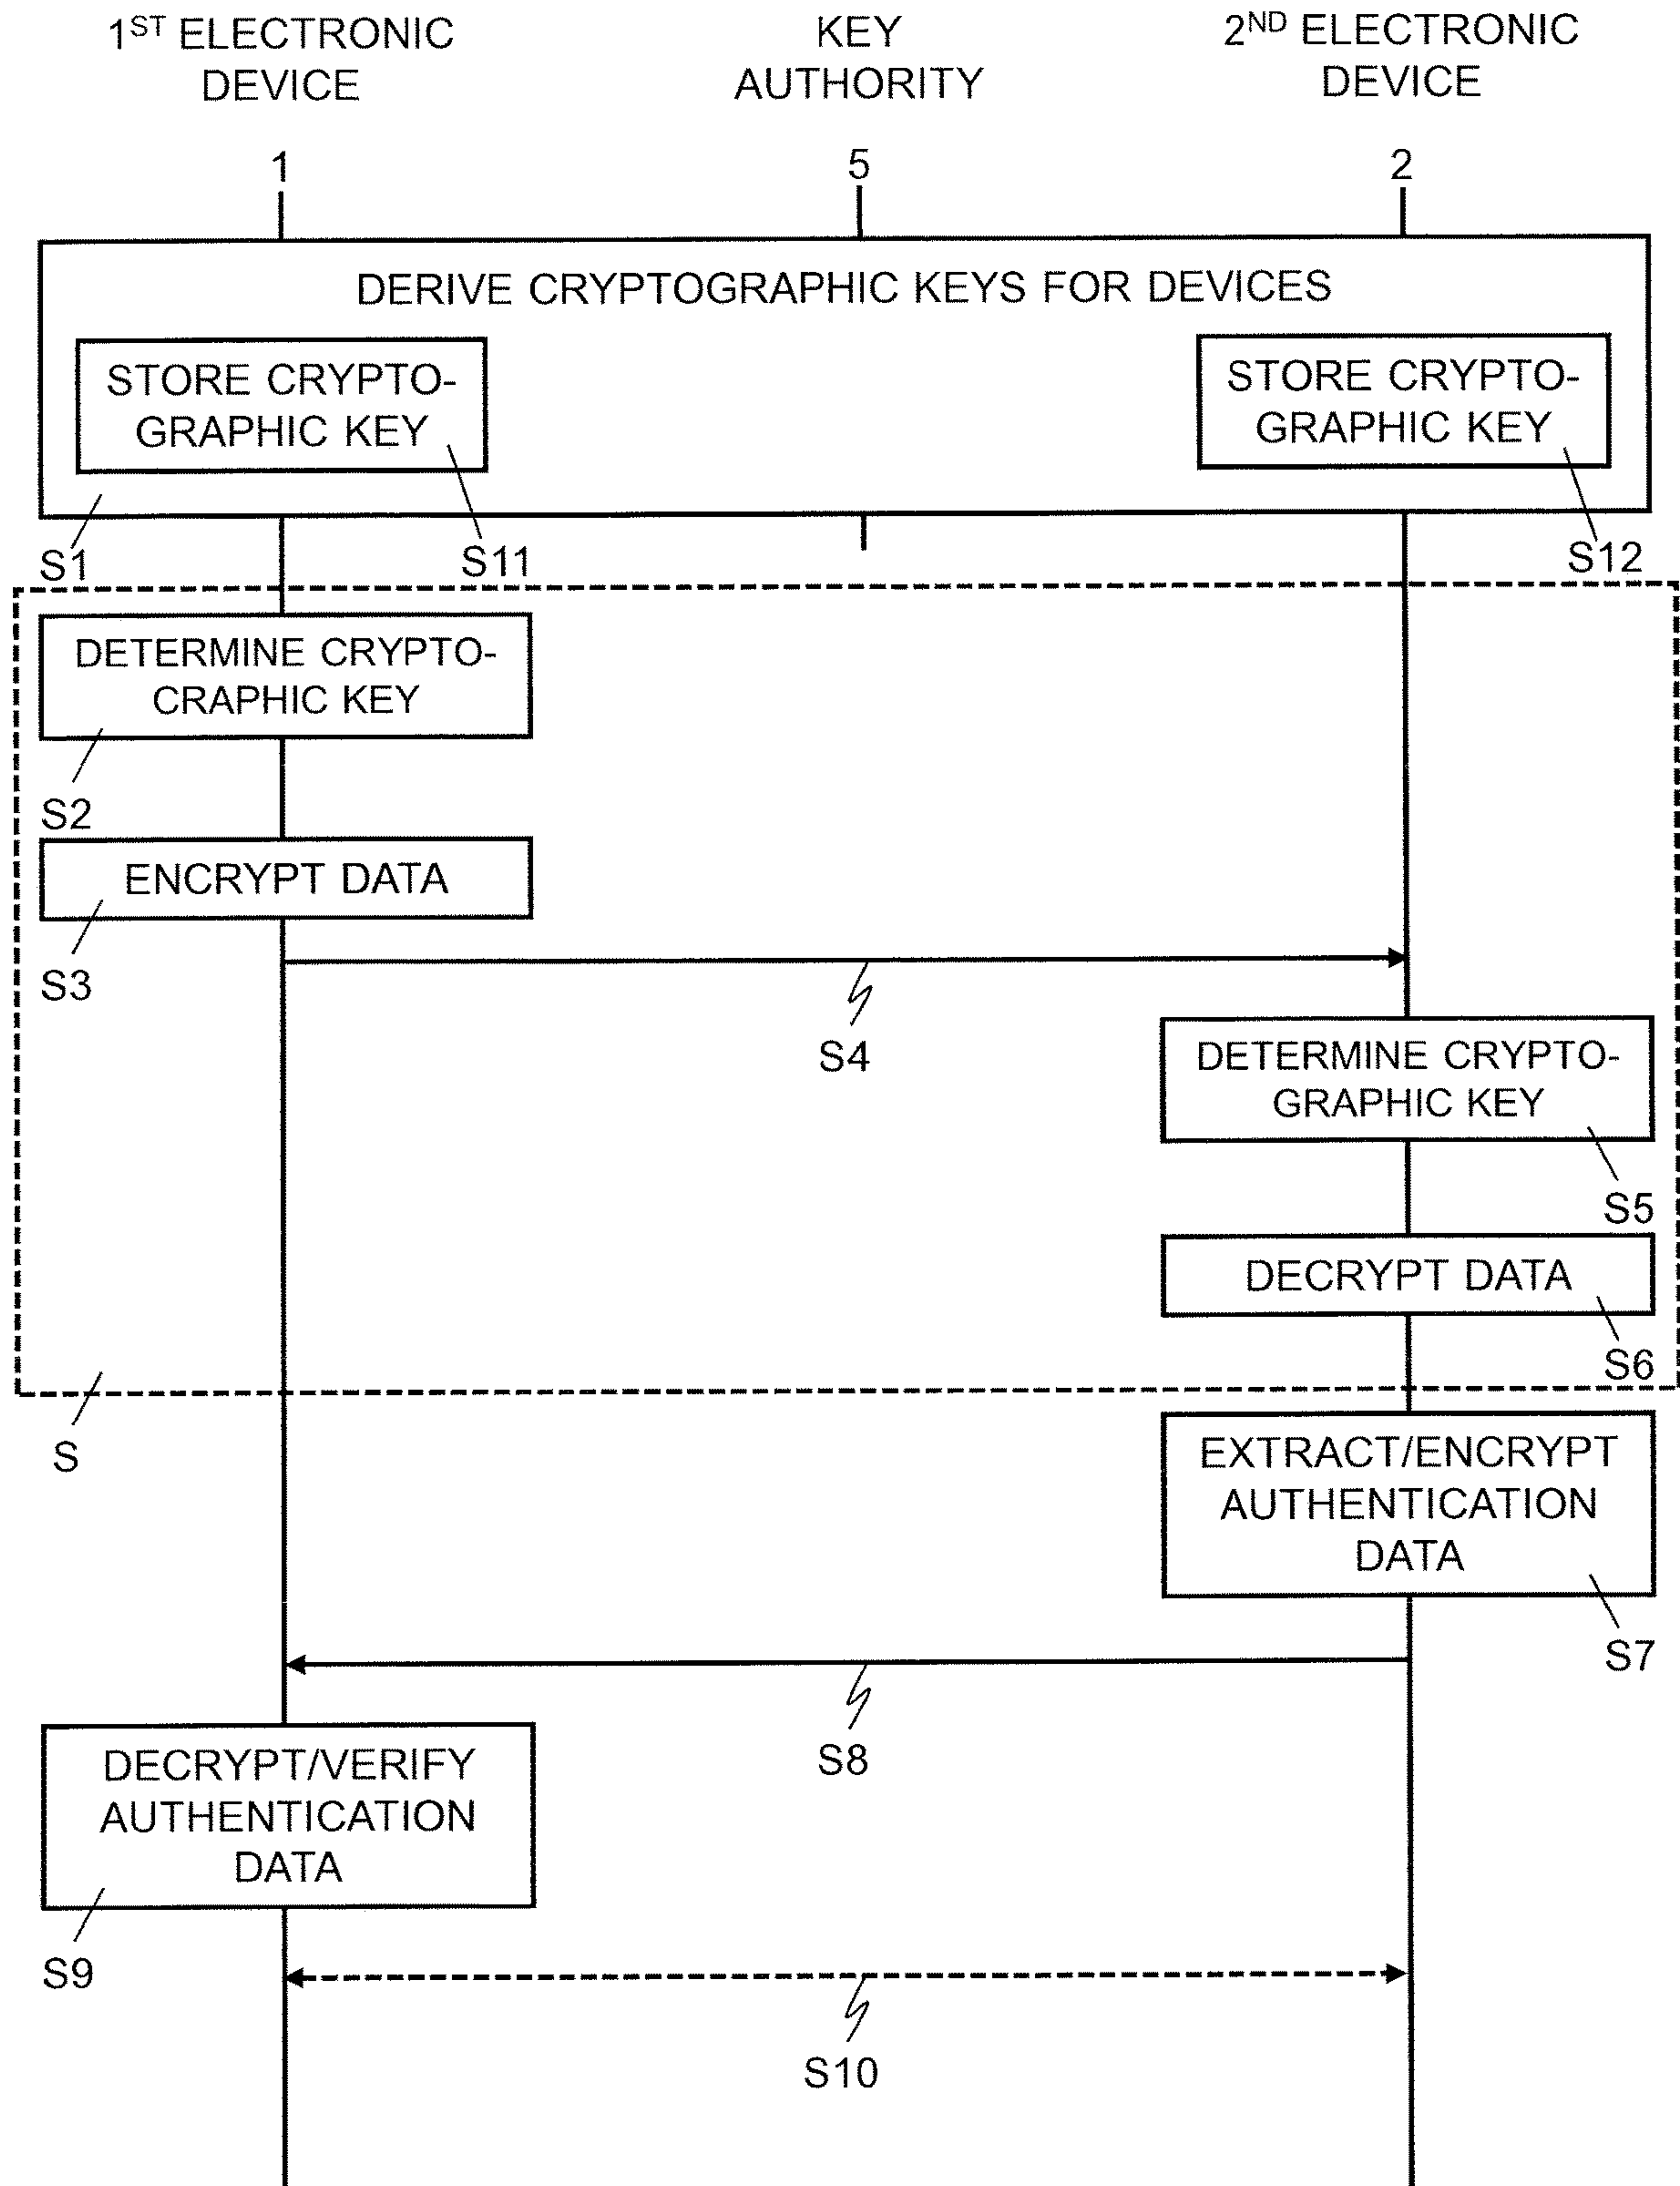 1ST ELECTRONIC
DEVICE
KEY
AUTHORITY
2ND ELECTRONIC
DEVICE
1
5
2
DERIVE CRYPTOGRAPHIC KEYS FOR DEVICES
STORE CRYPTO-
GRAPHIC KEY
STORE CRYPTO-
GRAPHIC KEY
S1
S11
S12
DETERMINE CRYPTO-
CRAPHIC KEY
S2
ENCRYPT DATA
S3
S4
DETERMINE CRYPTO-
GRAPHIC KEY
S5
DECRYPT DATA
S6
S
EXTRACT/ENCRYPT
AUTHENTICATION
DATA
S7
S8
DECRYPT/VERIFY
AUTHENTICATION
DATA
S9
S10